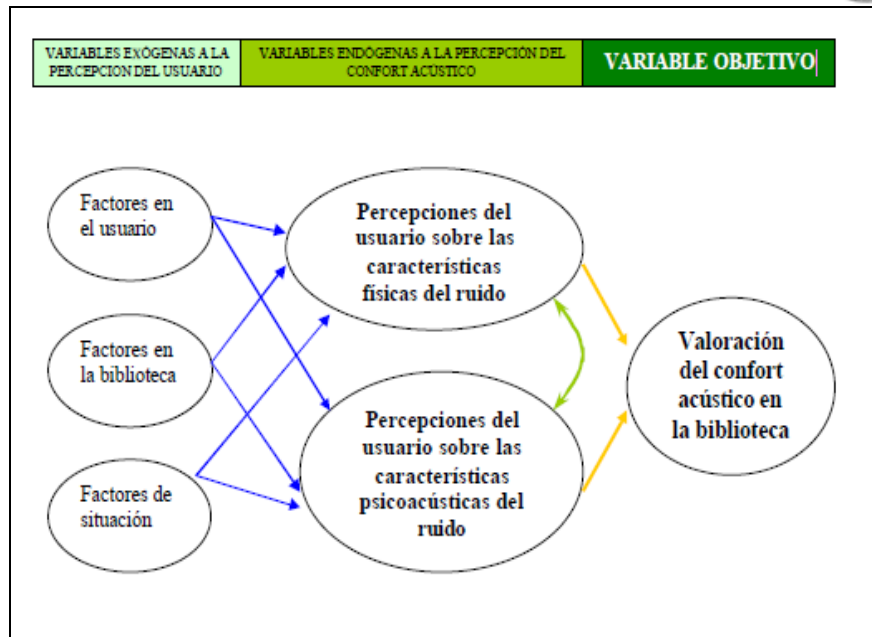 VARIABLES EXÓGENAS A LA
PERCEPCION DEL USUARIO
VARIABLES ENDÓGENAS A LA PERCEPCIÓN DEL
CONFORT ACÚSTICO
VARIABLE OBJETIVO
Factores en
el usuario
Factores en
la biblioteca
Factores de
situación
Percepciones del
usuario sobre las
características
físicas del ruido
Percepciones del
usuario sobre las
características
psicoacústicas del
ruido
Valoración
del confort
acústico en
la biblioteca